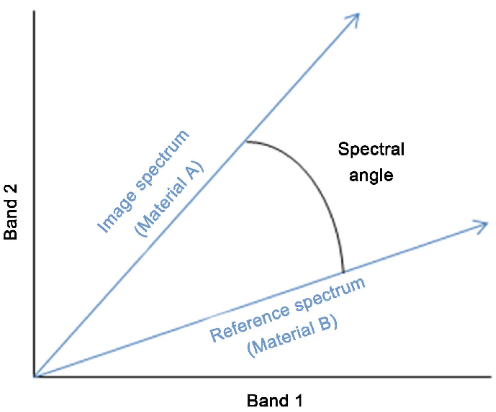 Band 2
Image spectrum
(Material A)
Spectral
angle
Reference spectrum
(Material B)
Band 1